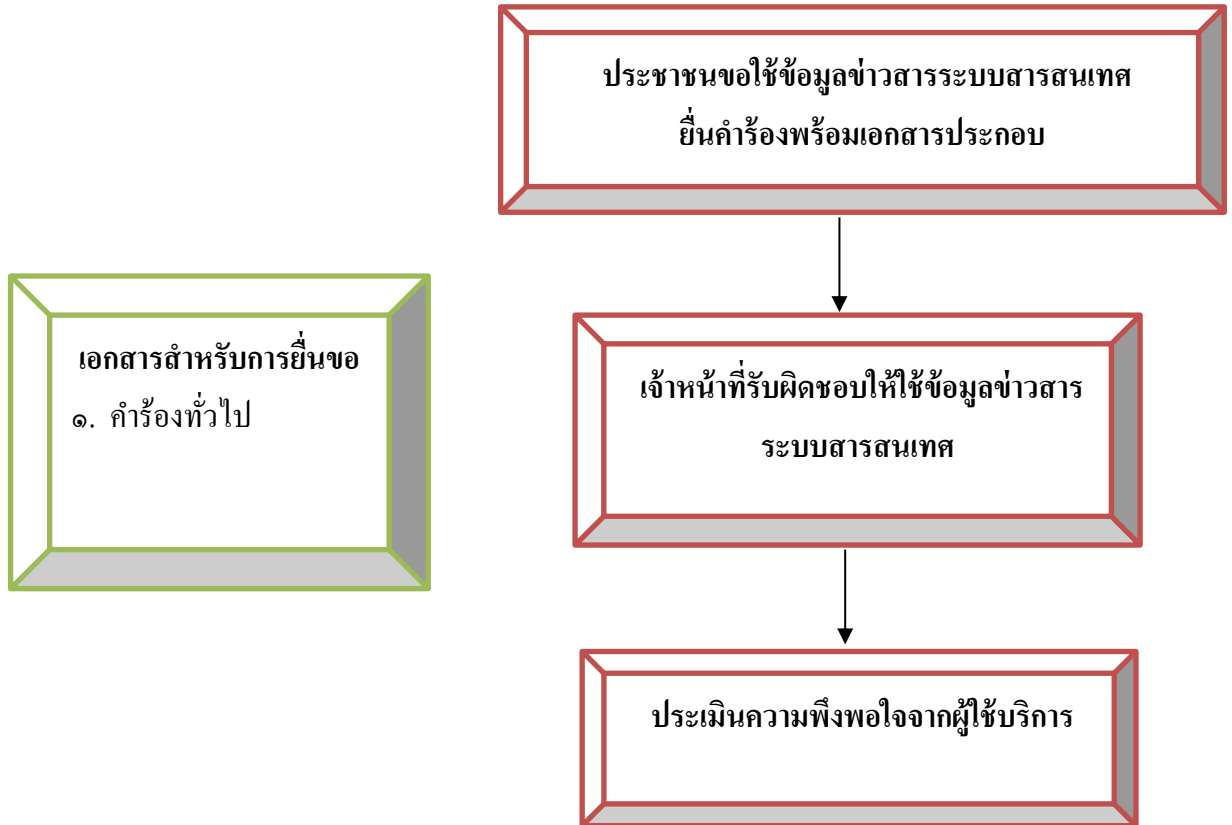 ประชาชนขอใช้ข้อมูลข่าวสารระบบสารสนเทศ
ยื่นคำร้องพร้อมเอกสารประกอบ
เอกสารสำหรับการยื่นขอ
๑. คำร้องทั่วไป
เจ้าหน้าที่รับผิดชอบให้ใช้ข้อมูลข่าวสาร
ระบบสารสนเทศ
ประเมินความพึงพอใจจากผู้ใช้บริการ